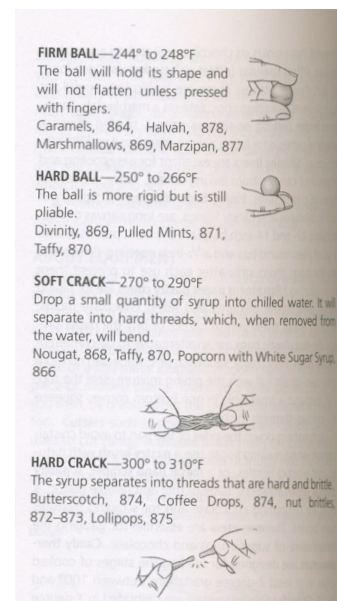 FIRM BALL—244° to 248°F
The ball will hold its shape and
will not flatten unless pressed
with fingers.
Caramels, 864, Halvah, 878,
Marshmallows, 869, Marzipan, 877
HARD BALL—250° to 266°F
The ball is more rigid but is still
pliable.
Divinity, 869, Pulled Mints, 871,
Taffy, 870
SOFT CRACK—270° to 290°F
Drop a small quantity of syrup into chilled water. It will
separate into hard threads, which, when removed from
the water, will bend.
Nougat, 868, Taffy, 870, Popcorn with White Sugar Syrup,
866
HARD CRACK—300° to 310°F
The syrup separates into threads that are hard and brittle.
Butterscotch, 874, Coffee Drops, 874, nut brittles,
872–873, Lollipops, 875